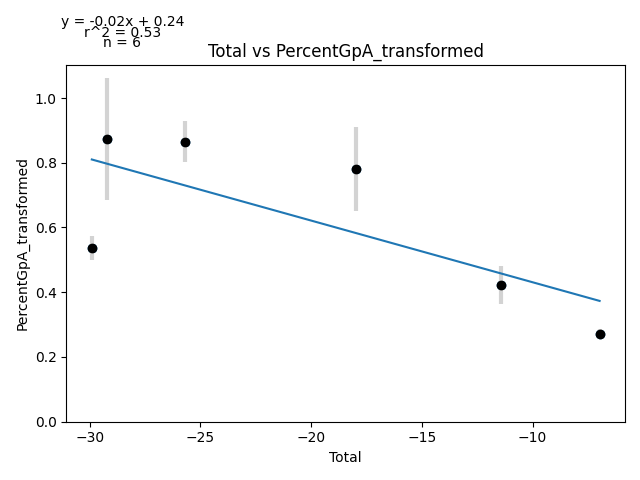 y = -0.02x + 0.24
r^2 = 0.53
n = 6
Total vs PercentGpA_transformed
PercentGpA_transformed
1.0
0.8
0.6
0.4
0.2
0.0
−30 −25 −20 −15 −10
Total